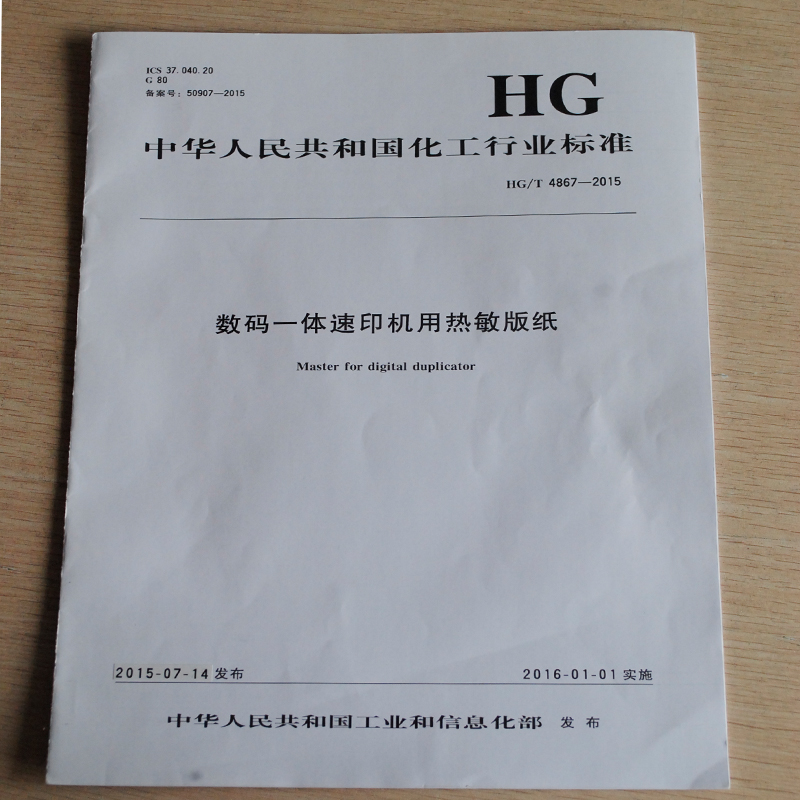 ICS 37.040.20
G 80
备案号：50907—2015
HG
中华人民共和国化工行业标准
HG/T 4867—2015
数码一体速印机用热敏版纸
Master for digital duplicator
2015-07-14 发布
2016-01-01 实施
中华人民共和国工业和信息化部 发布